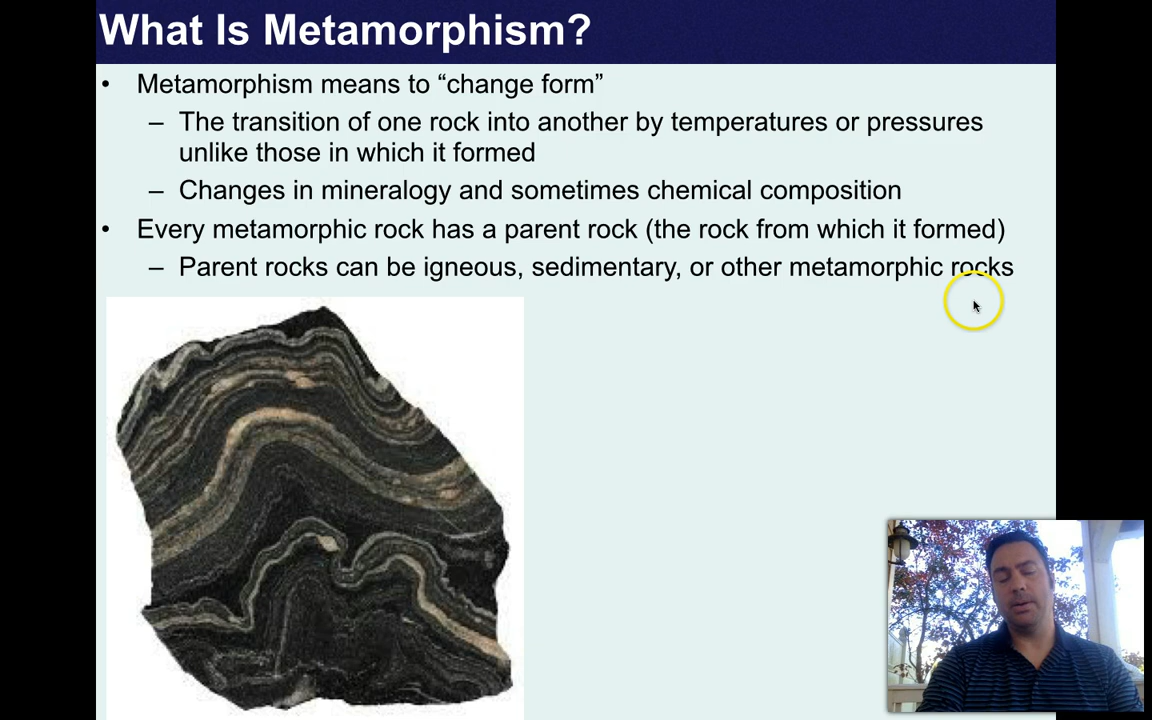 What Is Metamorphism?
• Metamorphism means to “change form”
– The transition of one rock into another by temperatures or pressures
unlike those in which it formed
– Changes in mineralogy and sometimes chemical composition
• Every metamorphic rock has a parent rock (the rock from which it formed)
– Parent rocks can be igneous, sedimentary, or other metamorphic rocks